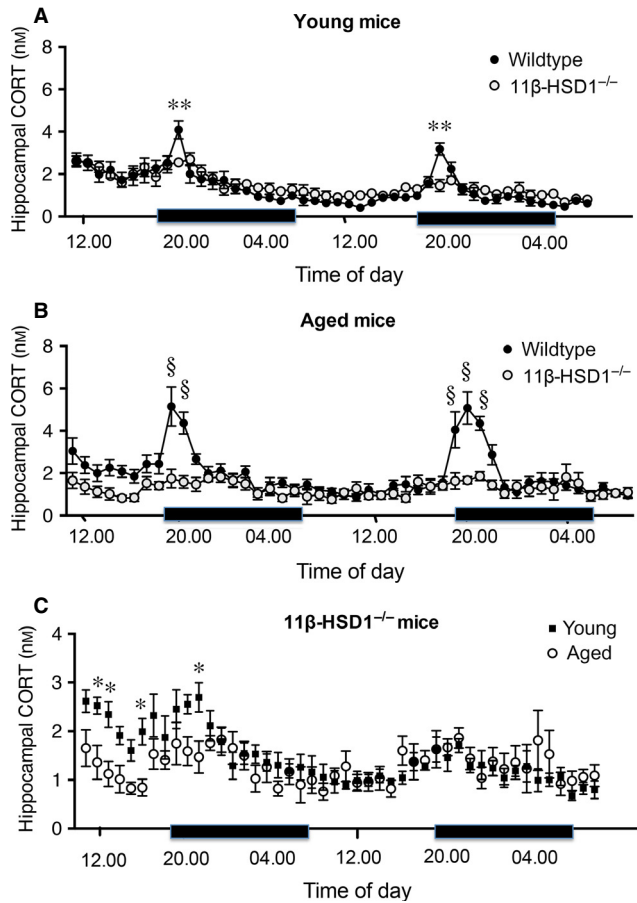 A
Young mice
8
6
4
2
0
Hippocampal CORT (nM)
Wildtype
11β-HSD1−/−
**
**
12.00 20.00 04.00 12.00 20.00 04.00
Time of day
B
Aged mice
8
6
4
2
0
Hippocampal CORT (nM)
Wildtype
11β-HSD1−/−
§
§
§
§
§
12.00 20.00 04.00 12.00 20.00 04.00
Time of day
C
11β-HSD1−/− mice
4
3
2
1
0
Hippocampal CORT (nM)
Young
Aged
*
*
*
*
12.00 20.00 04.00 12.00 20.00 04.00
Time of day